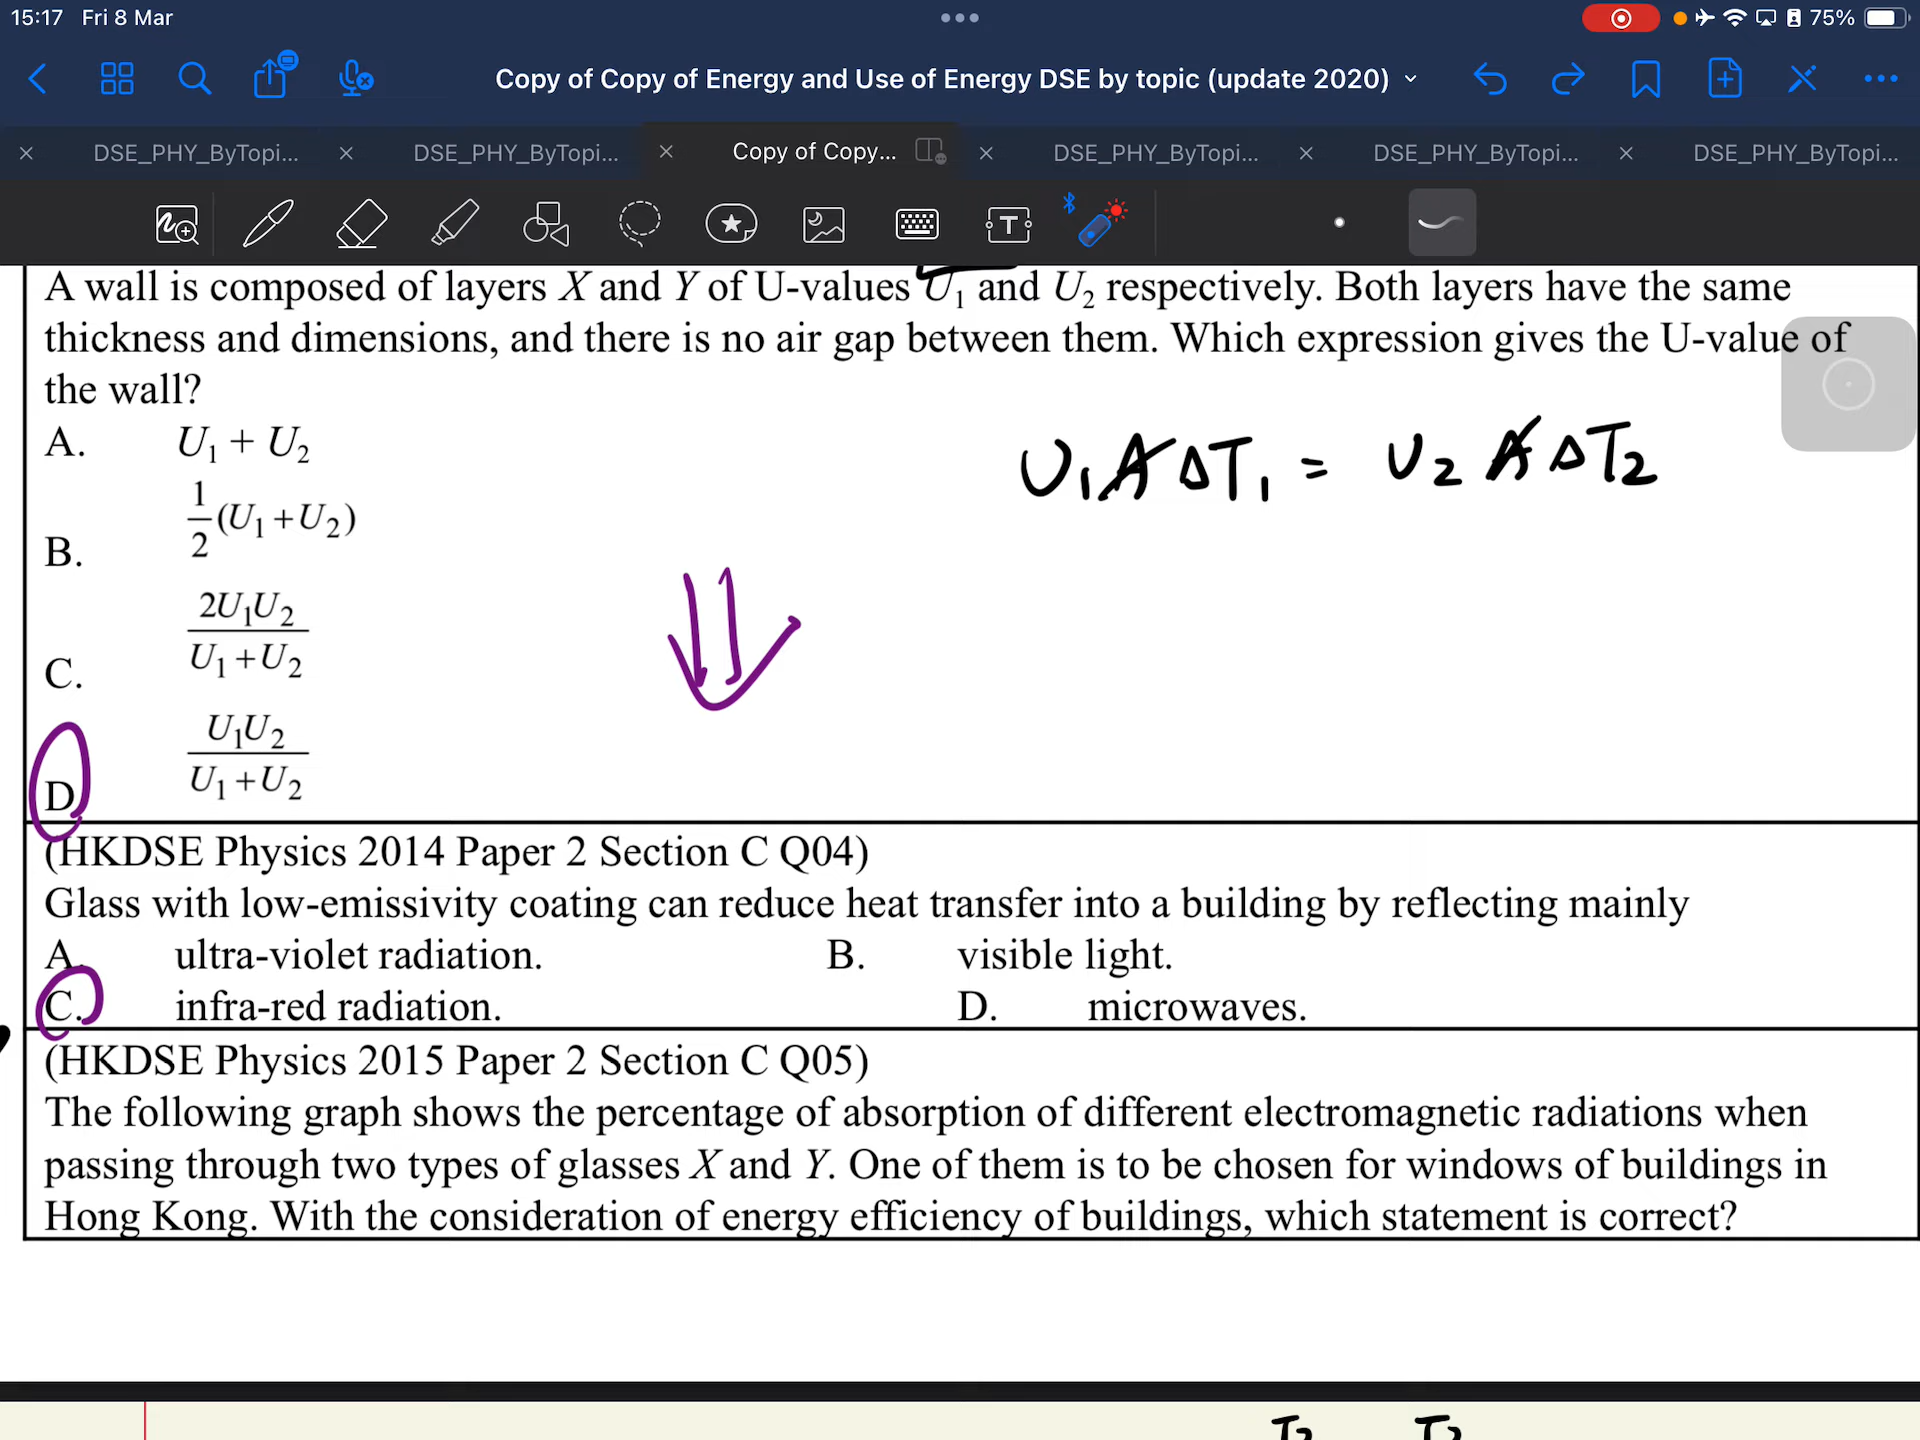 15:17 Fri 8 Mar
75%
Copy of Copy of Energy and Use of Energy DSE by topic (update 2020)
DSE_PHY_ByTopi... DSE_PHY_ByTopi... Copy of Copy... DSE_PHY_ByTopi... DSE_PHY_ByTopi... DSE_PHY_ByTopi...
A wall is composed of layers X and Y of U-values U₁ and U₂ respectively. Both layers have the same
thickness and dimensions, and there is no air gap between them. Which expression gives the U-value of
the wall?
A. U₁ + U₂
U₁AΔT₁ = U₂AΔT₂
B. 1/2 (U₁+U₂)
C. 2U₁U₂ / U₁+U₂
D. U₁U₂ / U₁+U₂
(HKDSE Physics 2014 Paper 2 Section C Q04)
Glass with low-emissivity coating can reduce heat transfer into a building by reflecting mainly
A. ultra-violet radiation. B. visible light.
C. infra-red radiation. D. microwaves.
(HKDSE Physics 2015 Paper 2 Section C Q05)
The following graph shows the percentage of absorption of different electromagnetic radiations when
passing through two types of glasses X and Y. One of them is to be chosen for windows of buildings in
Hong Kong. With the consideration of energy efficiency of buildings, which statement is correct?